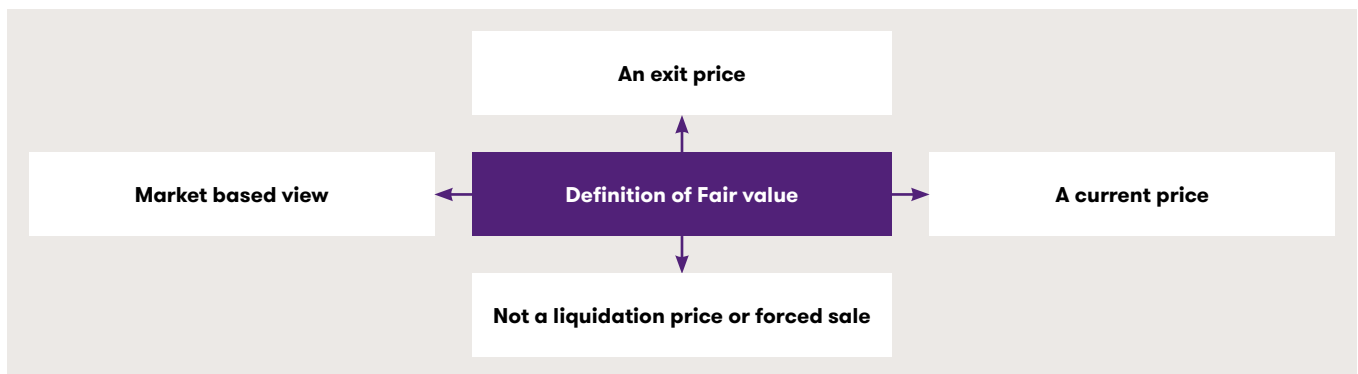 An exit price
Market based view
Definition of Fair value
A current price
Not a liquidation price or forced sale